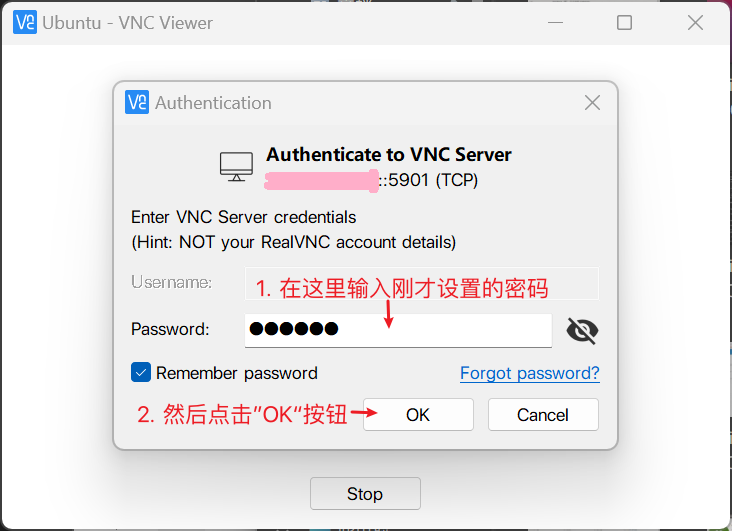 Ubuntu - VNC Viewer
Authentication
Authenticate to VNC Server
::5901 (TCP)
Enter VNC Server credentials
(Hint: NOT your RealVNC account details)
Username:
1. 在这里输入刚才设置的密码
Password:
Remember password
Forgot password?
2. 然后点击”OK“按钮
OK
Cancel
Stop